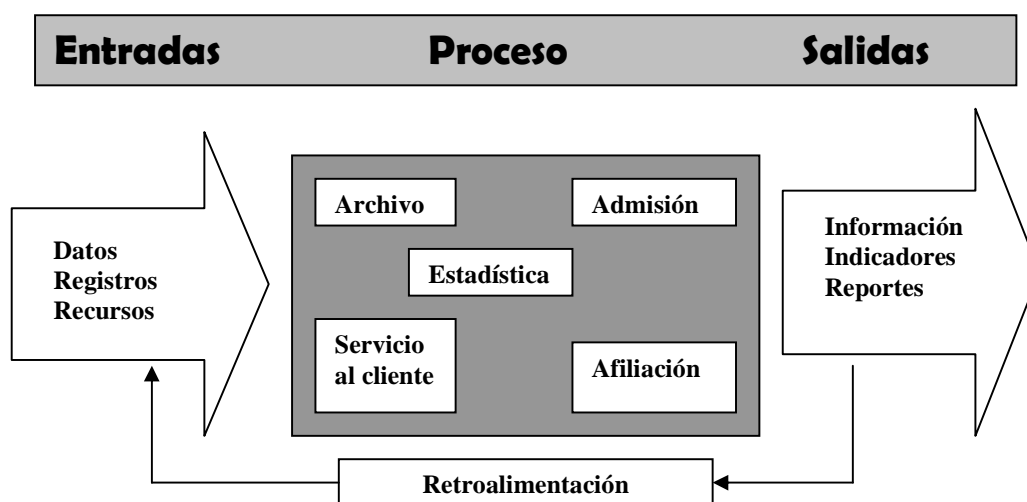 Entradas Proceso Salidas
Datos
Registros
Recursos
Archivo
Admisión
Estadística
Servicio
al cliente
Afiliación
Información
Indicadores
Reportes
Retroalimentación